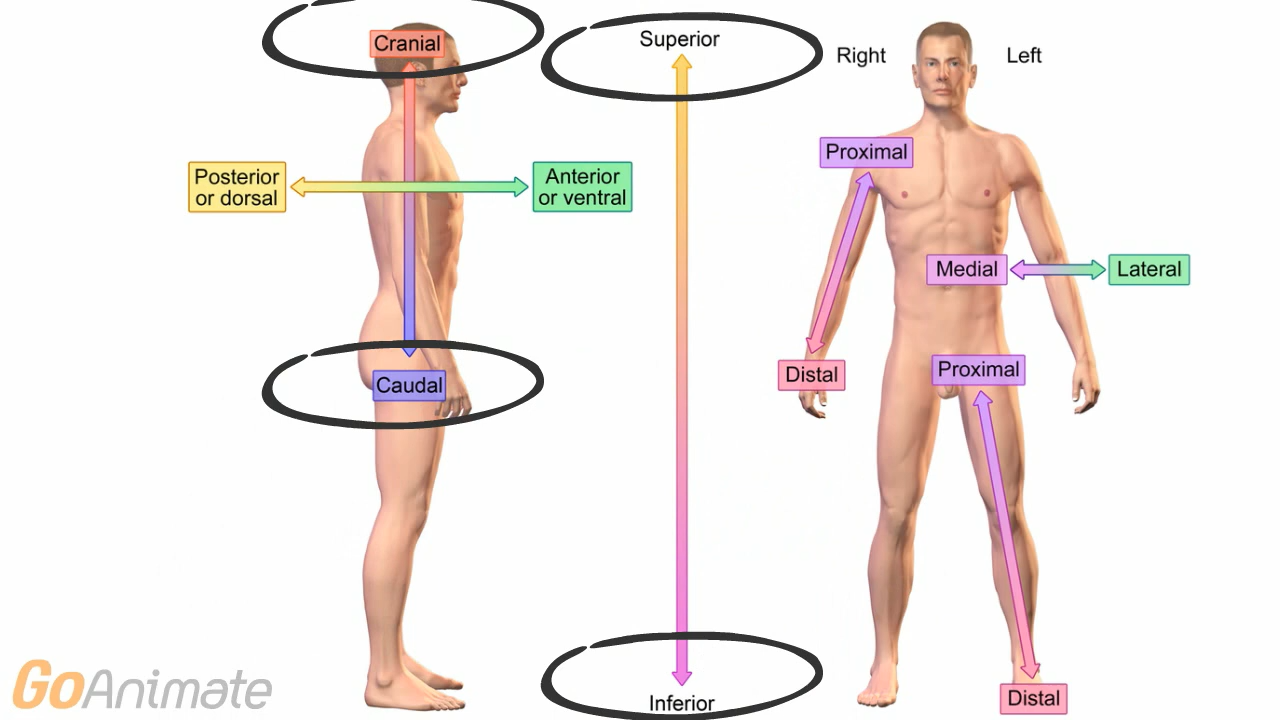 Cranial
Superior
Right
Left
Proximal
Posterior
or dorsal
Anterior
or ventral
Medial
Lateral
Caudal
Distal
Proximal
GoAnimate
Inferior
Distal